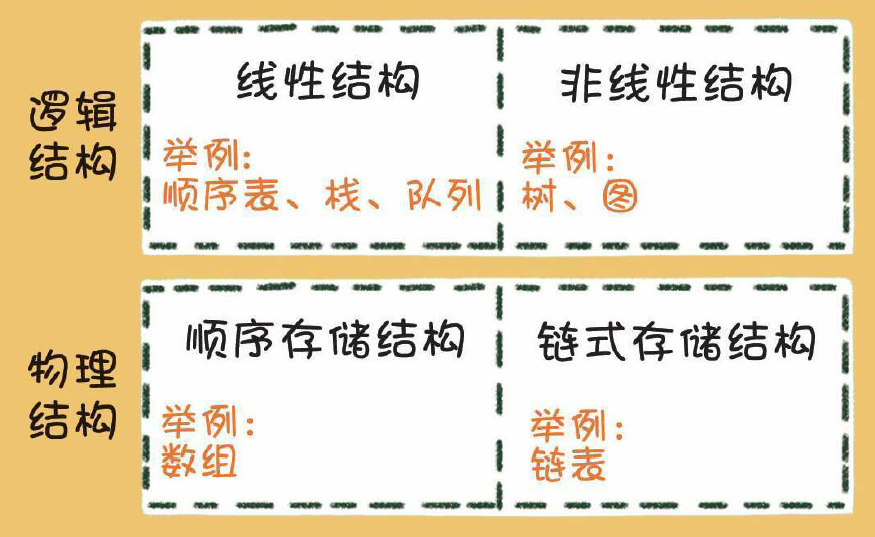 逻辑
结构
线性结构
举例：
顺序表、栈、队列
非线性结构
举例：
树、图
物理
结构
顺序存储结构
举例：
数组
链式存储结构
举例：
链表